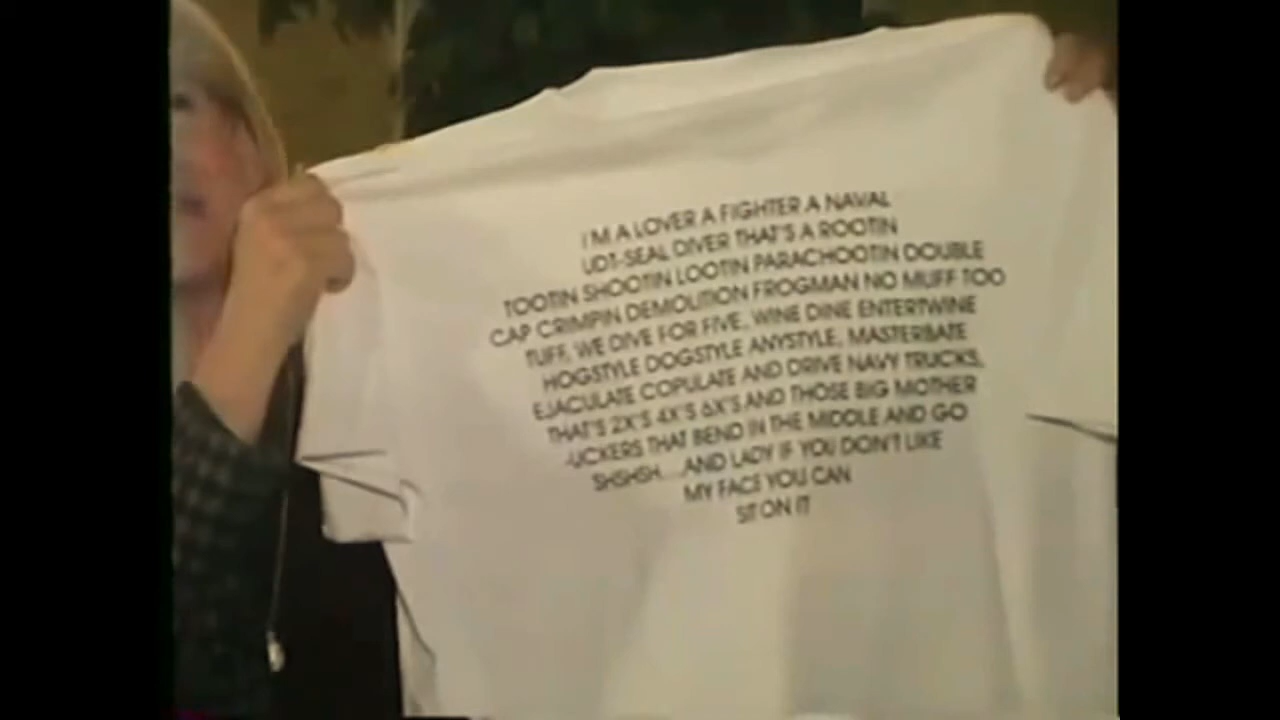 I'M A LOVER A FIGHTER A NAVAL
UDT-SEAL DIVER THAT'S A ROOTIN
TOOTIN SHOOTIN LOOTIN PARACHOOTIN DOUBLE
CAP CRIMPIN DEMOLITION FROGMAN NO MUFF TOO
TUFF, WE DIVE FOR FIVE, WINE DINE ENTERTWINE
HOGSTYLE DOGSTYLE ANYSTYLE, MASTERBATE
EJACULATE COPULATE AND DRIVE NAVY TRUCKS,
THAT'S 2X'S 4X'S 6X'S AND THOSE BIG MOTHER
-UCKERS THAT BEND IN THE MIDDLE AND GO
SHSHSH....AND LADY IF YOU DON'T LIKE
MY FACE YOU CAN
SIT ON IT